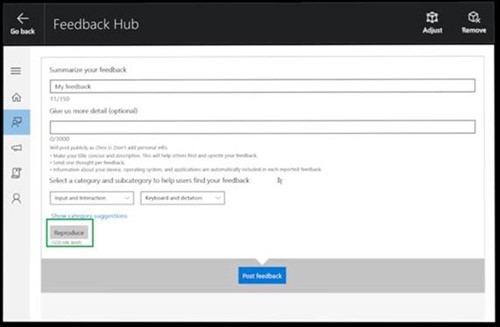 Go back
Feedback Hub
Adjust
Remove
Summarize your feedback
My feedback
11/150
Give us more detail (optional)
0/3000
Will post publicly as Chris U. Don't add personal info.
• Make your title concise and descriptive. This will help others find and upvote your feedback.
• Send one thought per feedback.
• Information about your device, operating system, and applications are automatically included in each reported feedback.
Select a category and subcategory to help users find your feedback
Input and Interaction
Keyboard and dictation
Show category suggestions
Reproduce
Post feedback